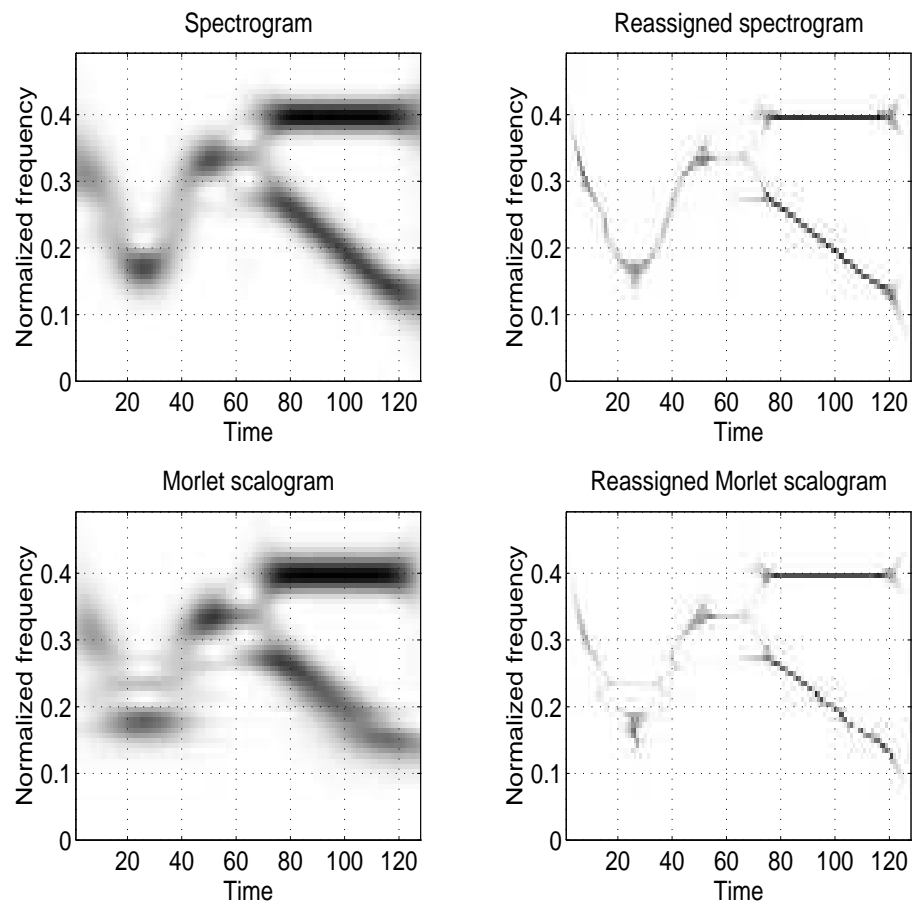 Spectrogram
Normalized frequency
0.4
0.3
0.2
0.1
0
20 40 60 80 100 120
Time
Reassigned spectrogram
Normalized frequency
0.4
0.3
0.2
0.1
0
20 40 60 80 100 120
Time
Morlet scalogram
Normalized frequency
0.4
0.3
0.2
0.1
0
20 40 60 80 100 120
Time
Reassigned Morlet scalogram
Normalized frequency
0.4
0.3
0.2
0.1
0
20 40 60 80 100 120
Time